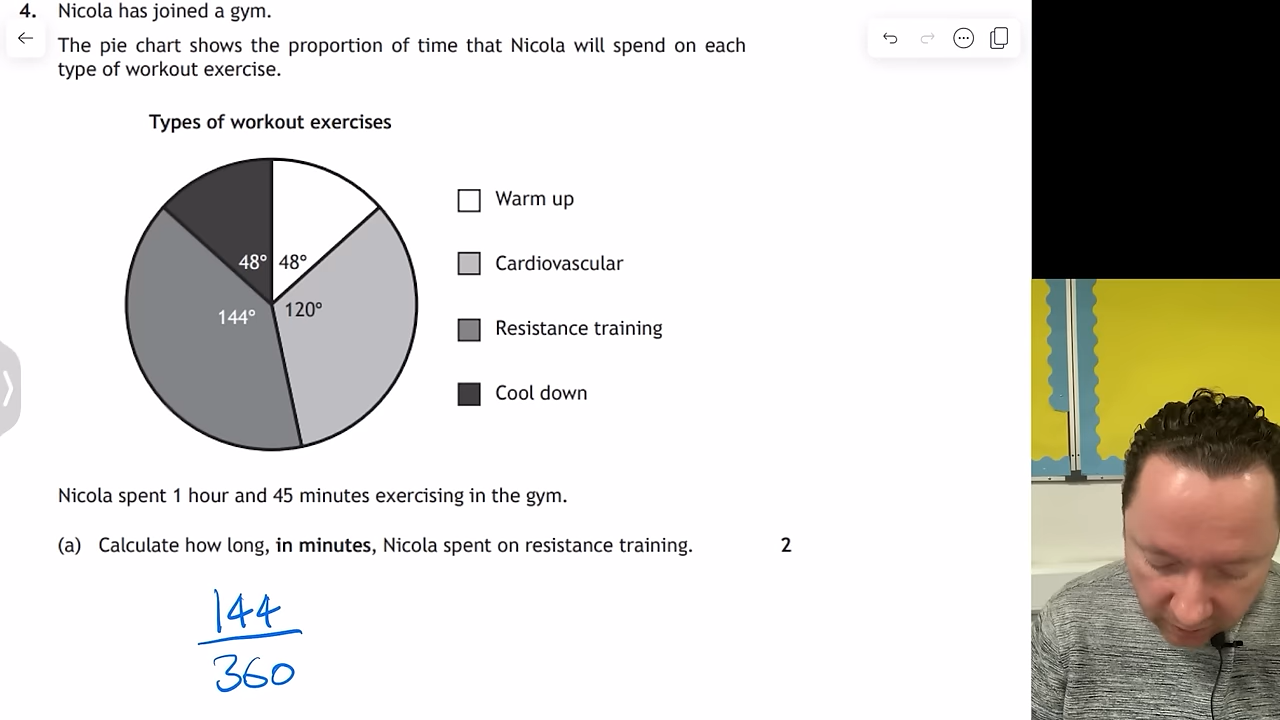 4. Nicola has joined a gym.
The pie chart shows the proportion of time that Nicola will spend on each
type of workout exercise.
Types of workout exercises
Warm up
Cardiovascular
Resistance training
Cool down
48° 48°
144° 120°
Nicola spent 1 hour and 45 minutes exercising in the gym.
(a) Calculate how long, in minutes, Nicola spent on resistance training. 2
144
360